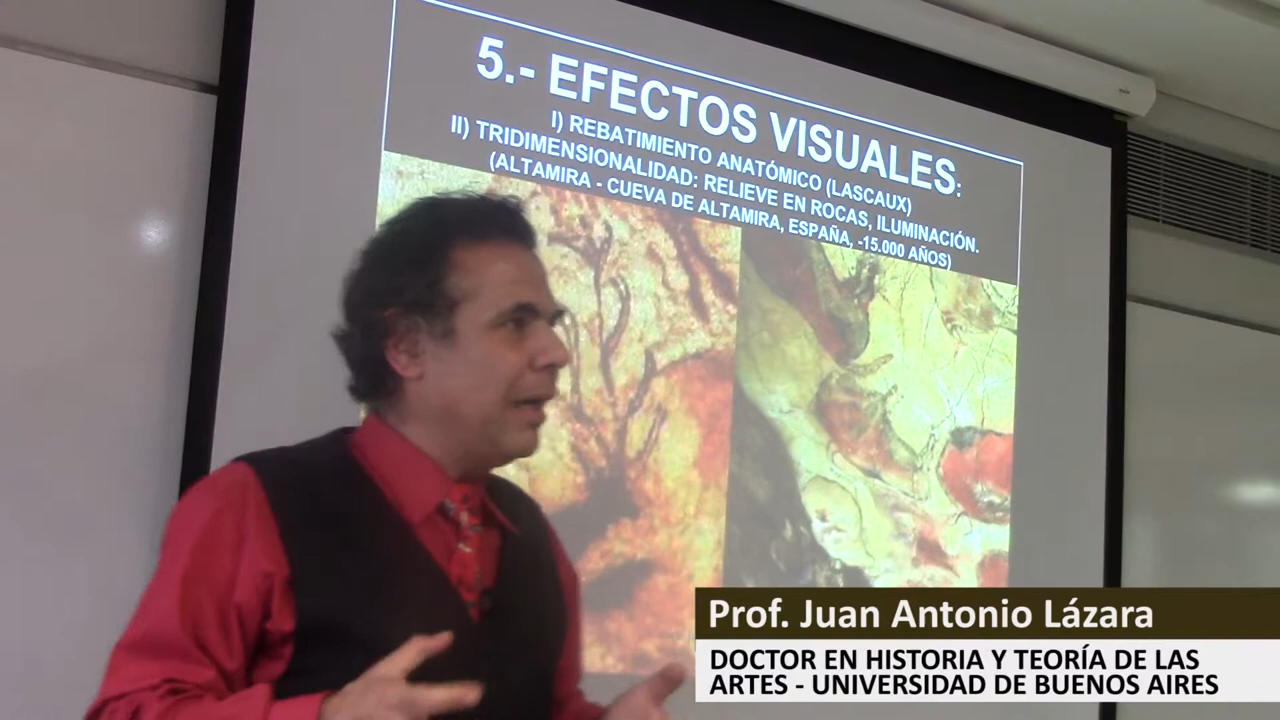 5.- EFECTOS VISUALES:
I) REBATIMIENTO ANATÓMICO (LASCAUX)
II) TRIDIMENSIONALIDAD: RELIEVE EN ROCAS, ILUMINACIÓN.
(ALTAMIRA - CUEVA DE ALTAMIRA, ESPAÑA, -15.000 AÑOS)
Prof. Juan Antonio Lázara
DOCTOR EN HISTORIA Y TEORÍA DE LAS
ARTES - UNIVERSIDAD DE BUENOS AIRES